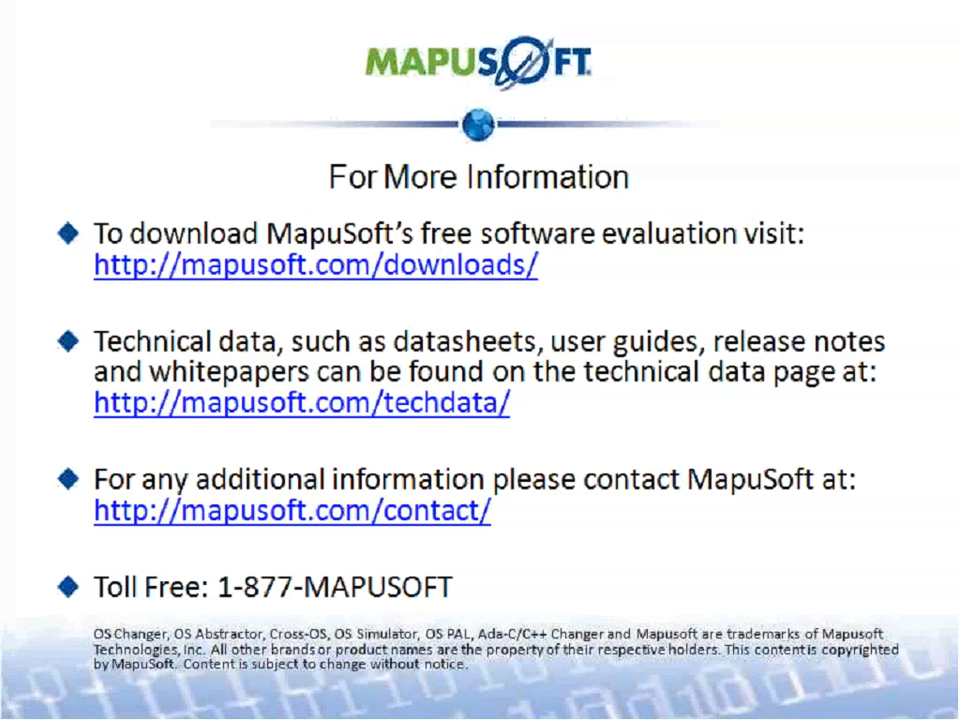 MAPUSOFT
For More Information
To download MapuSoft's free software evaluation visit:
http://mapusoft.com/downloads/
Technical data, such as datasheets, user guides, release notes
and whitepapers can be found on the technical data page at:
http://mapusoft.com/techdata/
For any additional information please contact MapuSoft at:
http://mapusoft.com/contact/
Toll Free: 1-877-MAPUSOFT
OS Changer, OS Abstractor, Cross-OS, OS Simulator, OS PAL, Ada-C/C++ Changer and Mapusoft are trademarks of Mapusoft
Technologies, Inc. All other brands or product names are the property of their respective holders. This content is copyrighted
by MapuSoft. Content is subject to change without notice.